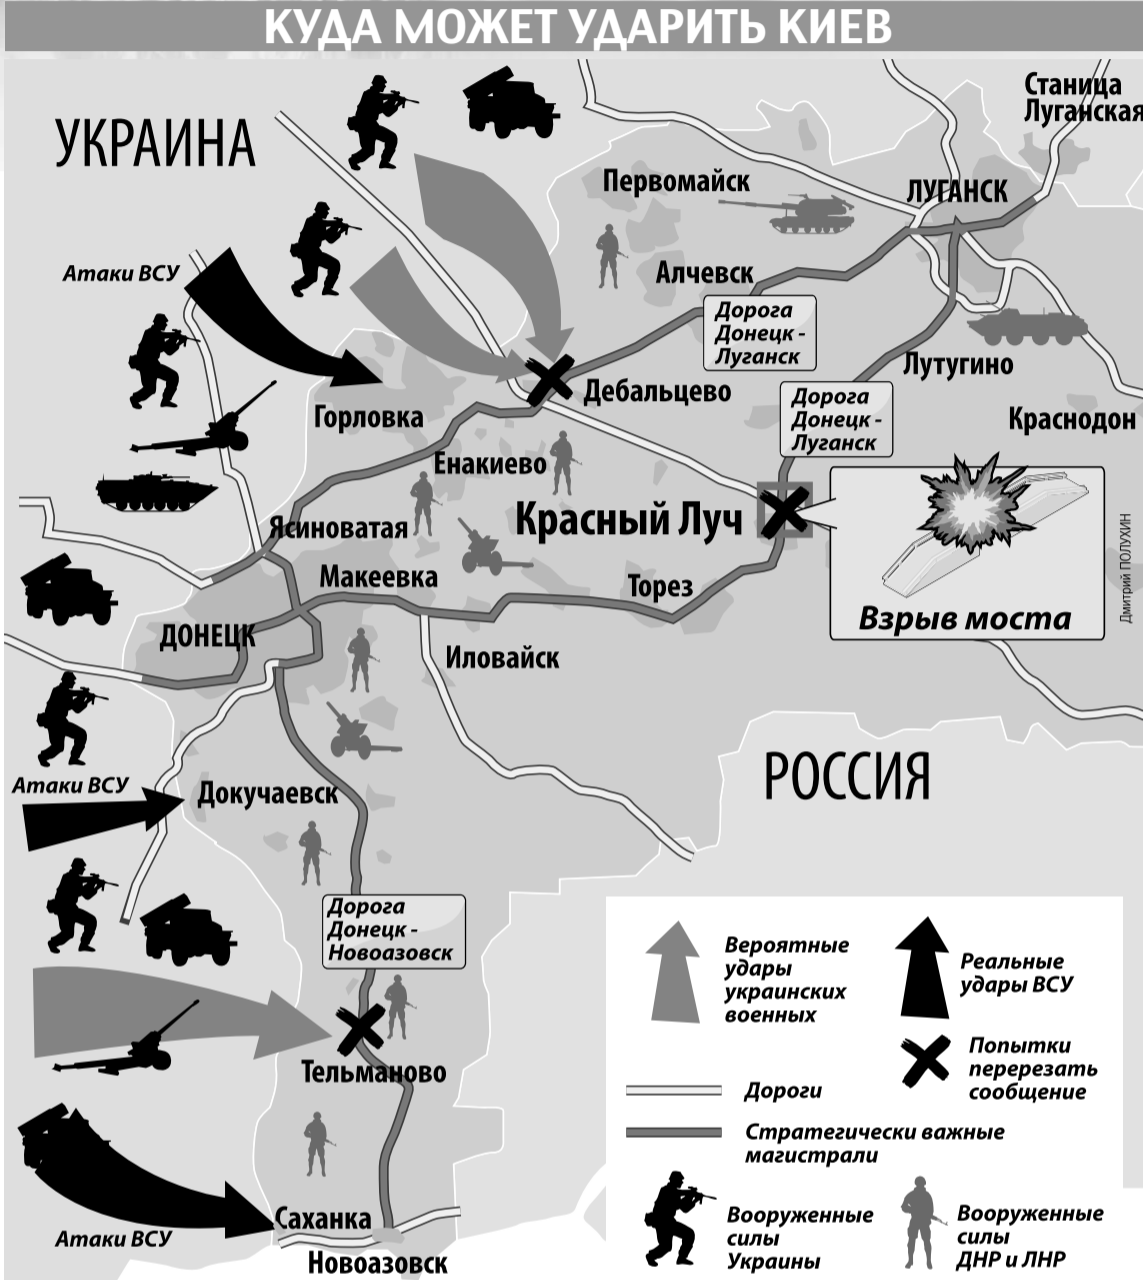 КУДА МОЖЕТ УДАРИТЬ КИЕВ
УКРАИНА
Станица
Луганская
Первомайск
ЛУГАНСК
Атаки ВСУ
Алчевск
Дорога
Донецк -
Луганск
Лутугино
Дебальцево
Горловка
Дорога
Донецк -
Луганск
Краснодон
Енакиево
Красный Луч
Ясиноватая
Макеевка
Торез
Взрыв моста
Дмитрий ПОЛУХИН
ДОНЕЦК
Иловайск
РОССИЯ
Атаки ВСУ
Докучаевск
Дорога
Донецк -
Новоазовск
Тельманово
Саханка
Атаки ВСУ
Новоазовск
Вероятные
удары
украинских
военных
Реальные
удары ВСУ
Попытки
перерезать
сообщение
Дороги
Стратегически важные
магистрали
Вооруженные
силы
Украины
Вооруженные
силы
ДНР и ЛНР